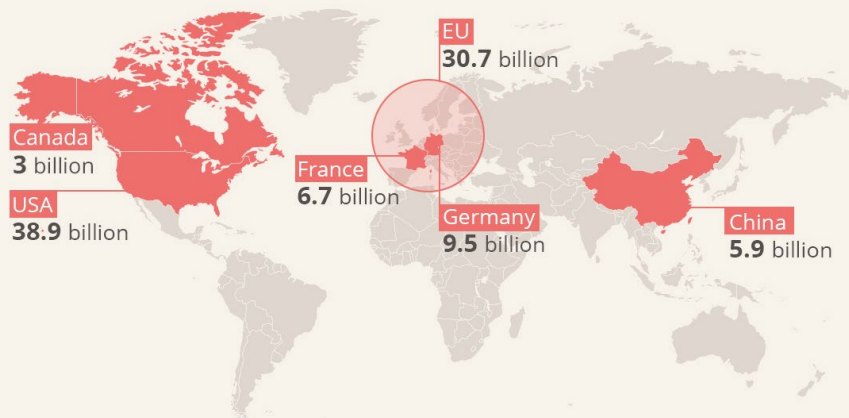 EU
30.7 billion
Canada
3 billion
France
6.7 billion
USA
38.9 billion
Germany
9.5 billion
China
5.9 billion